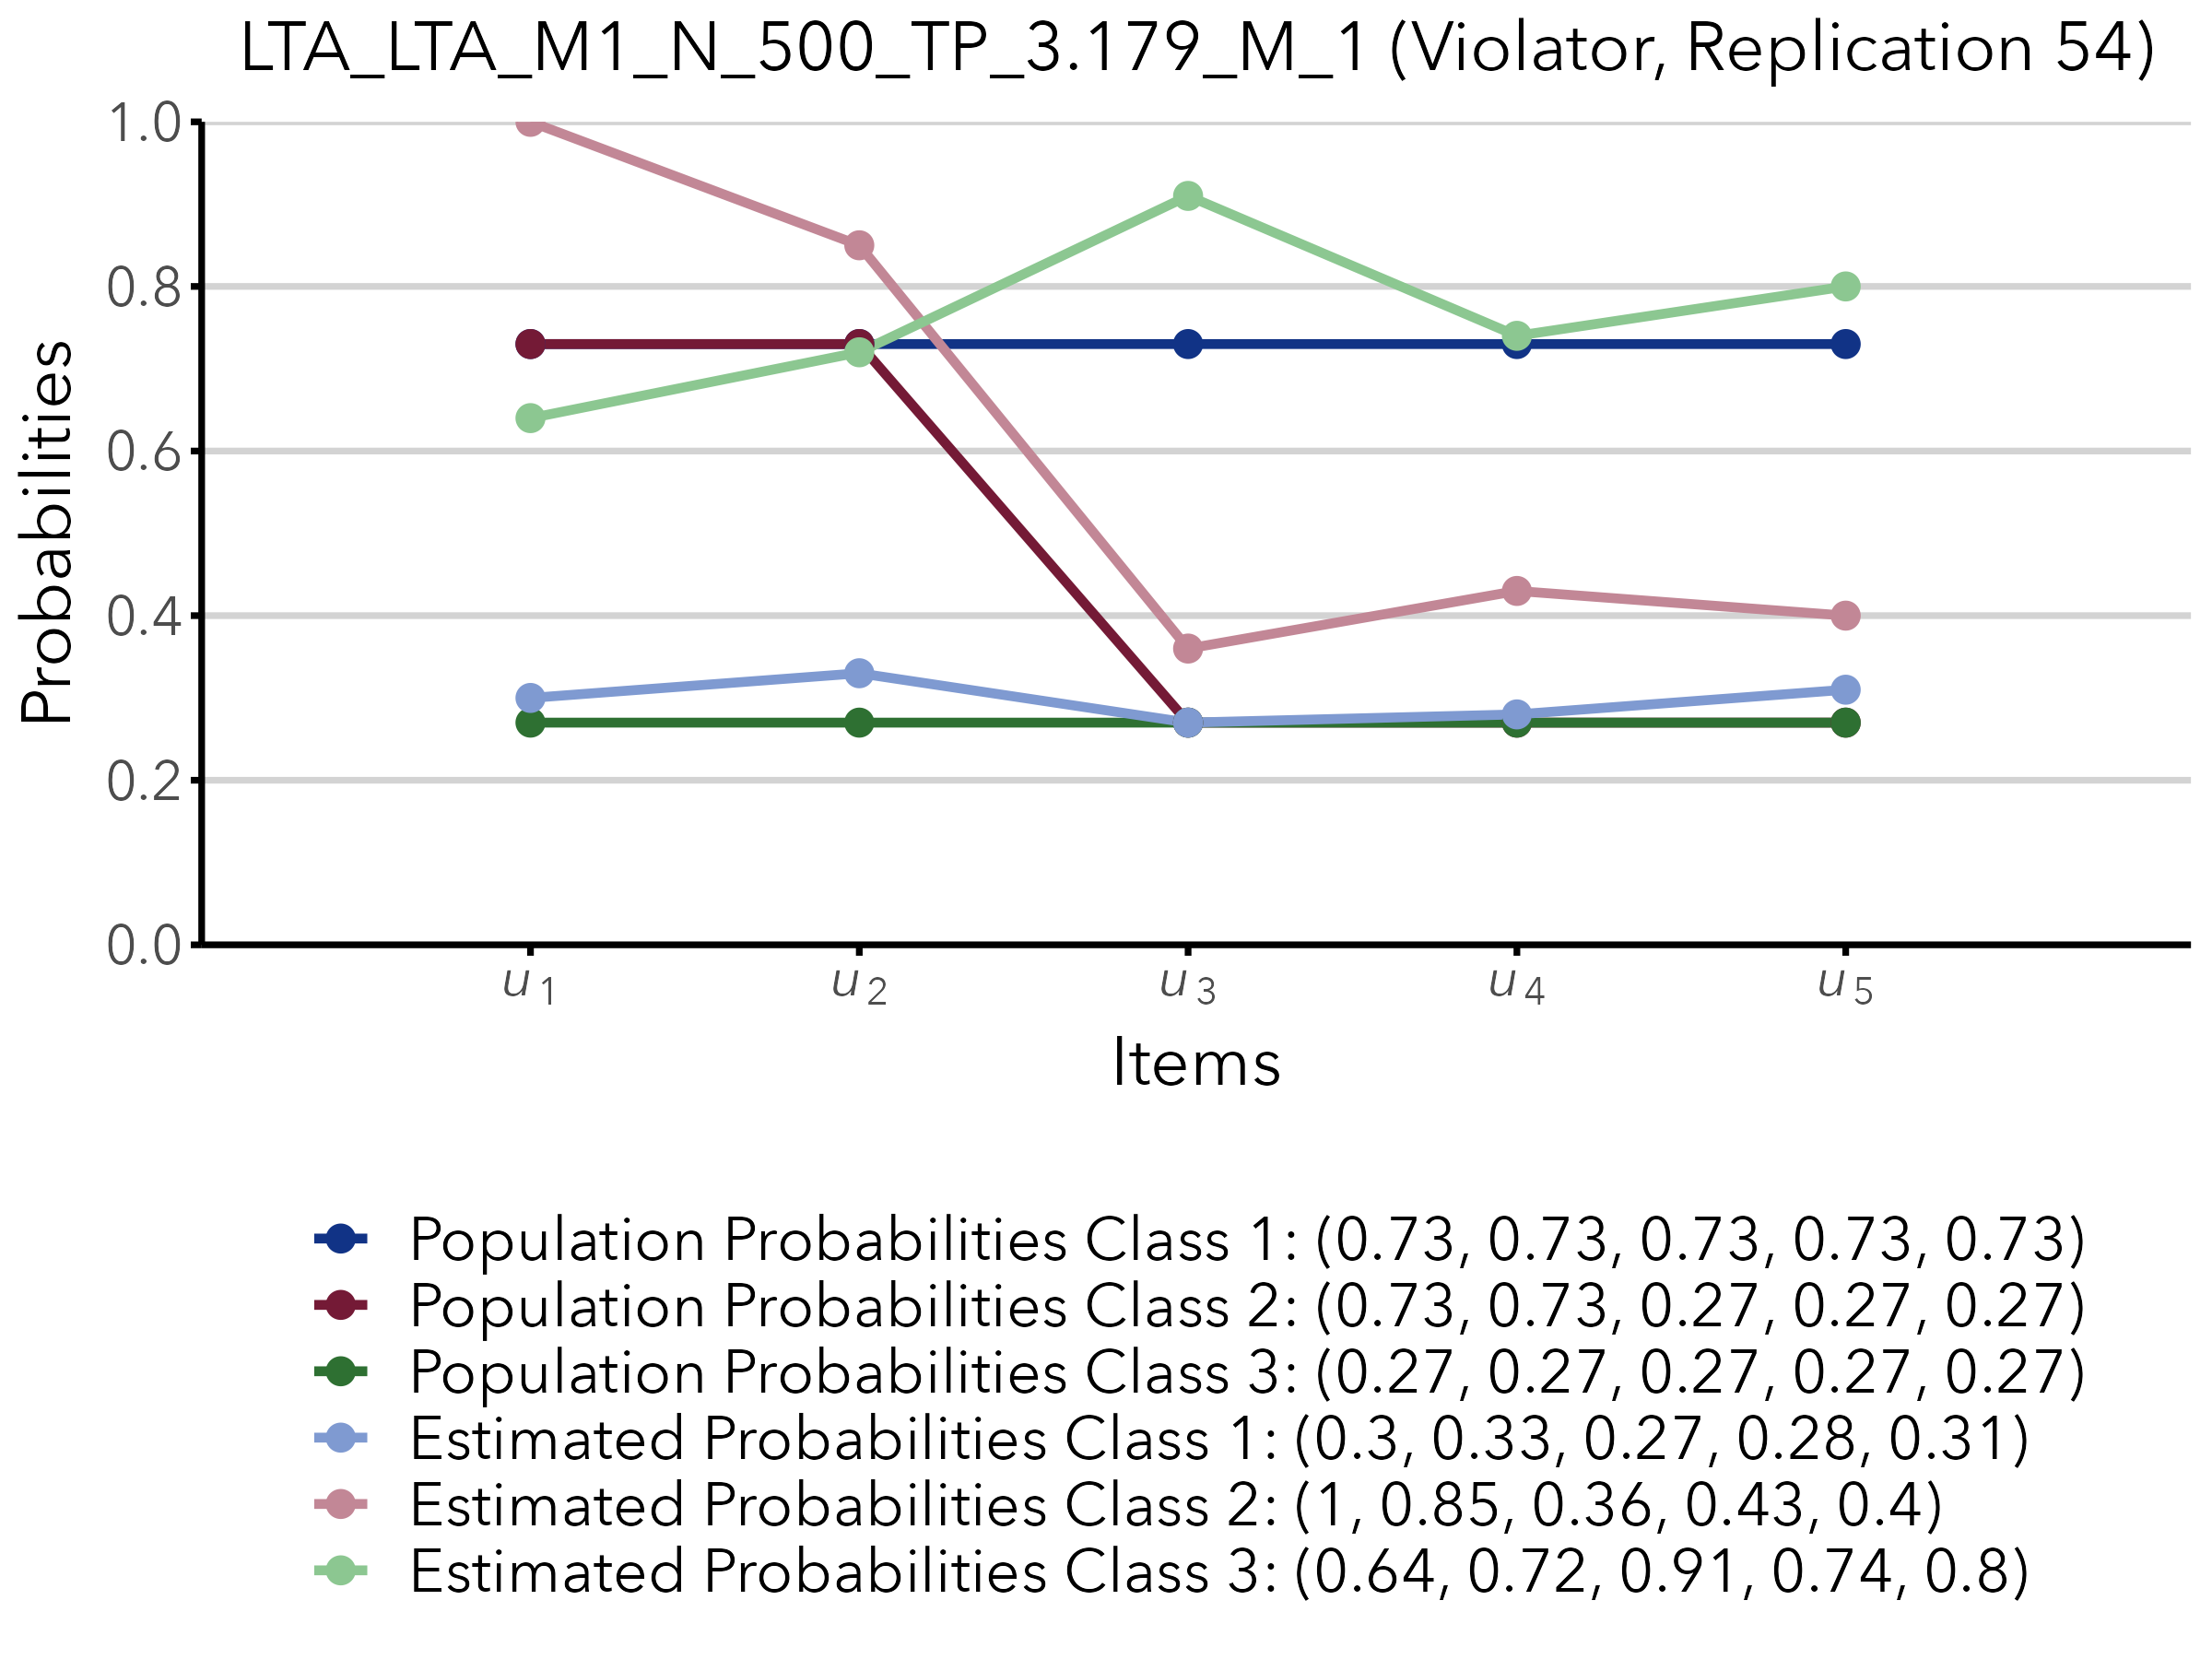 LTA_LTA_M1_N_500_TP_3.179_M_1 (Violator, Replication 54)
Probabilities
1.0
0.8
0.6
0.4
0.2
0.0
u1 u2 u3 u4 u5
Items
Population Probabilities Class 1: (0.73, 0.73, 0.73, 0.73, 0.73)
Population Probabilities Class 2: (0.73, 0.73, 0.27, 0.27, 0.27)
Population Probabilities Class 3: (0.27, 0.27, 0.27, 0.27, 0.27)
Estimated Probabilities Class 1: (0.3, 0.33, 0.27, 0.28, 0.31)
Estimated Probabilities Class 2: (1, 0.85, 0.36, 0.43, 0.4)
Estimated Probabilities Class 3: (0.64, 0.72, 0.91, 0.74, 0.8)